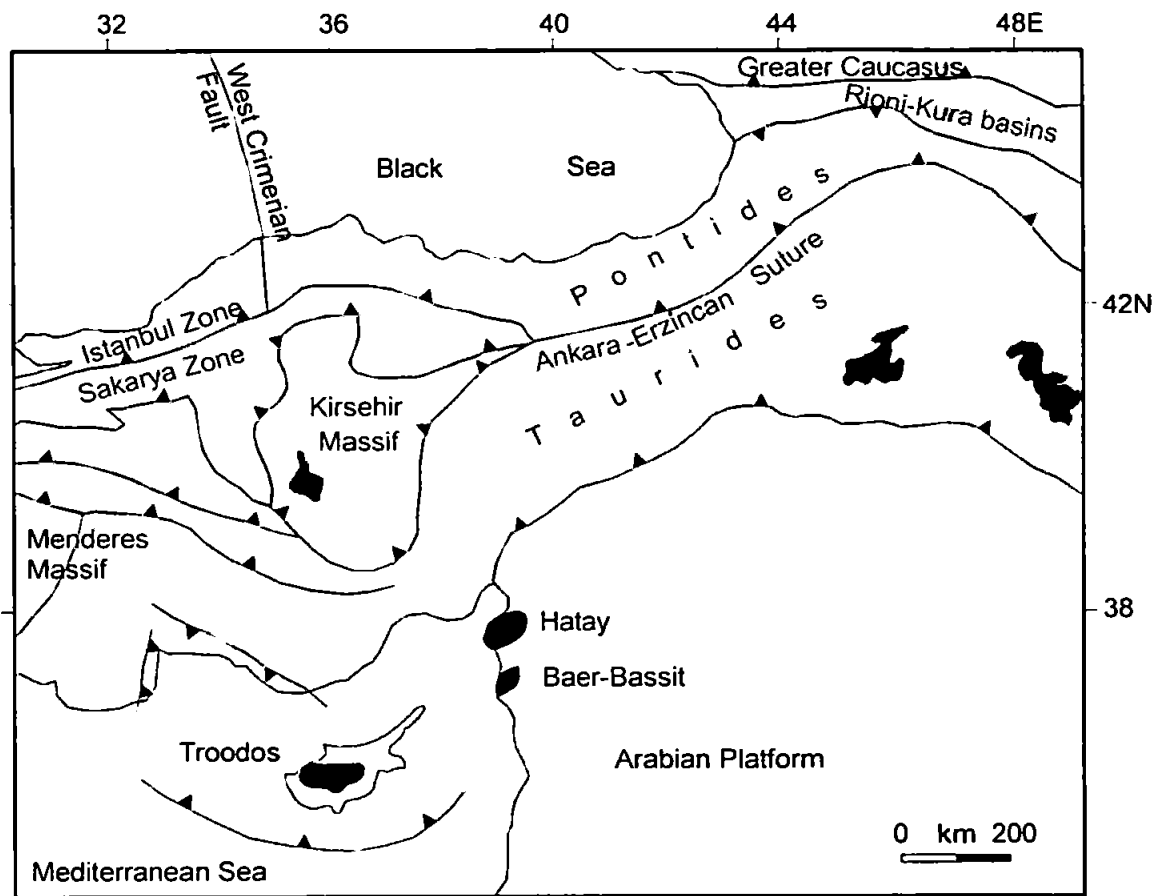 32 36 40 44 48E
Greater Caucasus
Rioni-Kura basins
West Crimerian
Fault
Black Sea
Pontides
42N
Istanbul Zone
Ankara-Erzincan Suture
Sakarya Zone
Taurides
Kirsehir
Massif
Menderes
Massif
38
Hatay
Baer-Bassit
Troodos
Arabian Platform
0 km 200
Mediterranean Sea